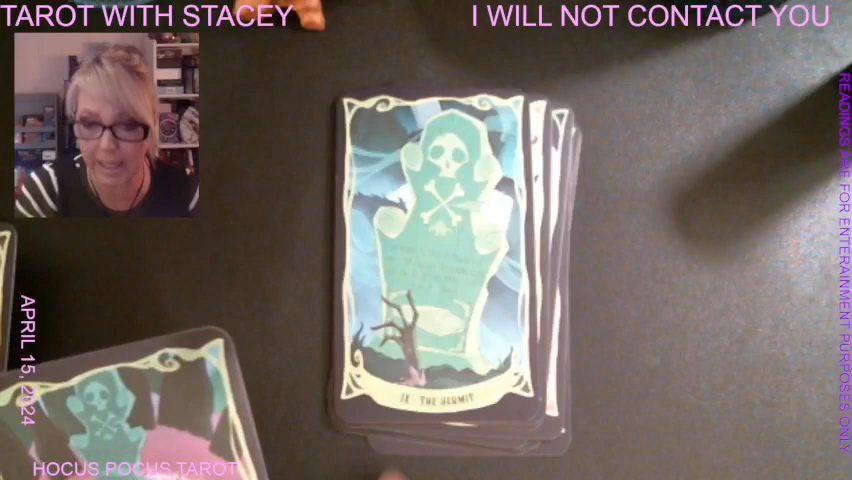 TAROT WITH STACEY
I WILL NOT CONTACT YOU
READINGS ARE FOR ENTERAINMENT PURPOSES ONLY
IX - THE HERMIT
APRIL 15, 2024
HOCUS POCUS TAROT